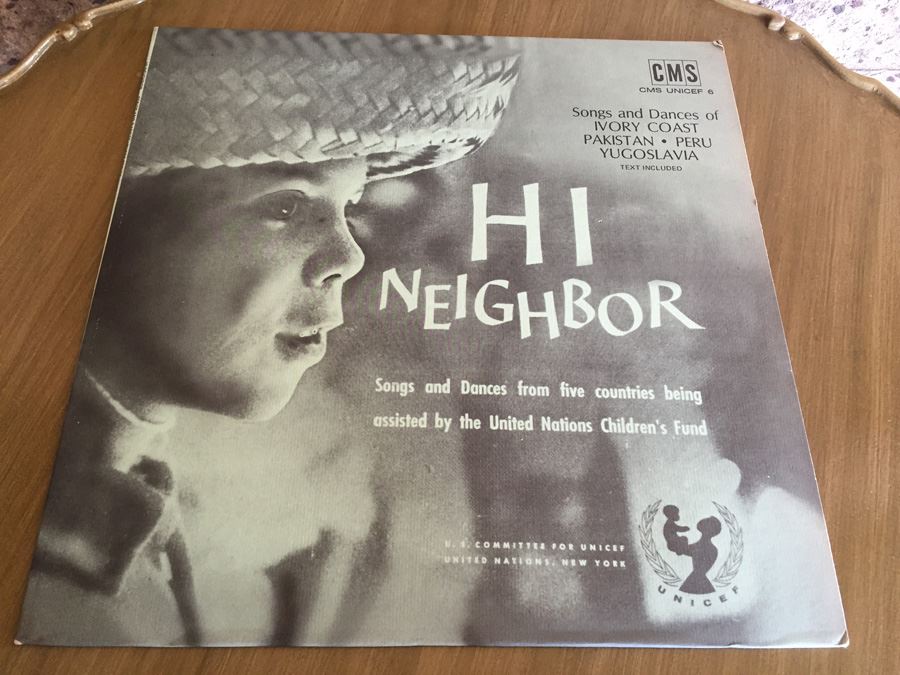 CMS
CMS UNICEF 6
Songs and Dances of
IVORY COAST
PAKISTAN • PERU
YUGOSLAVIA
TEXT INCLUDED
HI
NEIGHBOR
Songs and Dances from five countries being
assisted by the United Nations Children's Fund
U. S. COMMITTEE FOR UNICEF
UNITED NATIONS, NEW YORK
UNICEF